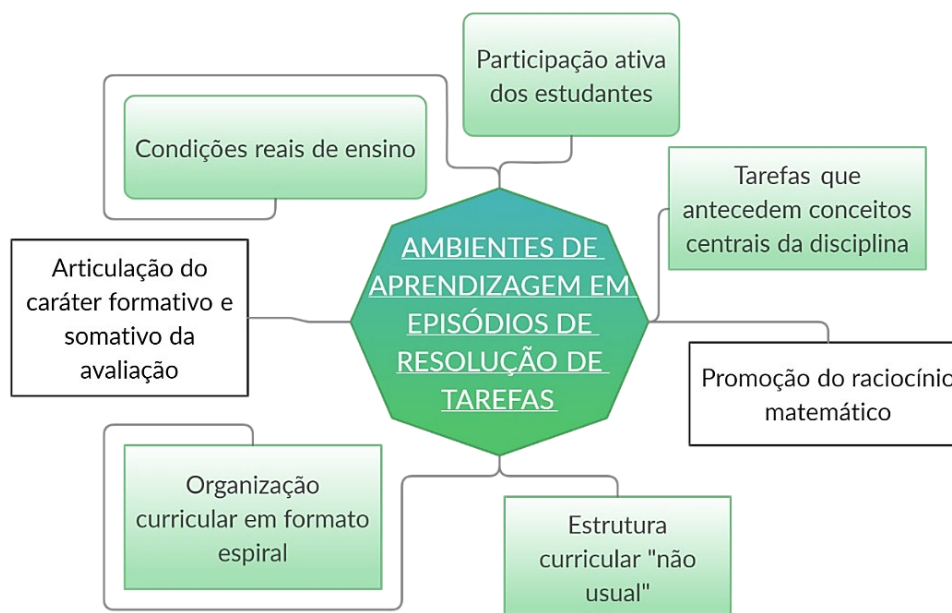 Participação ativa
dos estudantes
Condições reais de ensino
Tarefas que
antecedem conceitos
centrais da disciplina
AMBIENTES DE
APRENDIZAGEM EM
EPISÓDIOS DE
RESOLUÇÃO DE
TAREFAS
Articulação do
caráter formativo e
somativo da
avaliação
Promoção do raciocínio
matemático
Organização
curricular em formato
espiral
Estrutura
curricular "não
usual"